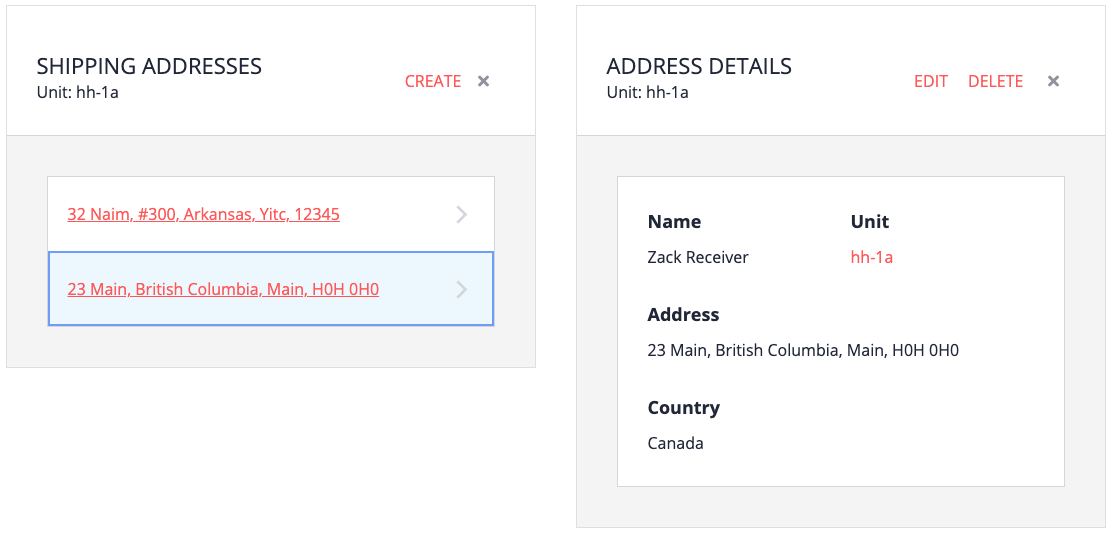 SHIPPING ADDRESSES
Unit: hh-1a
CREATE
32 Naim, #300, Arkansas, Yitc, 12345
23 Main, British Columbia, Main, H0H 0H0
ADDRESS DETAILS
Unit: hh-1a
EDIT DELETE
Name Unit
Zack Receiver hh-1a
Address
23 Main, British Columbia, Main, H0H 0H0
Country
Canada